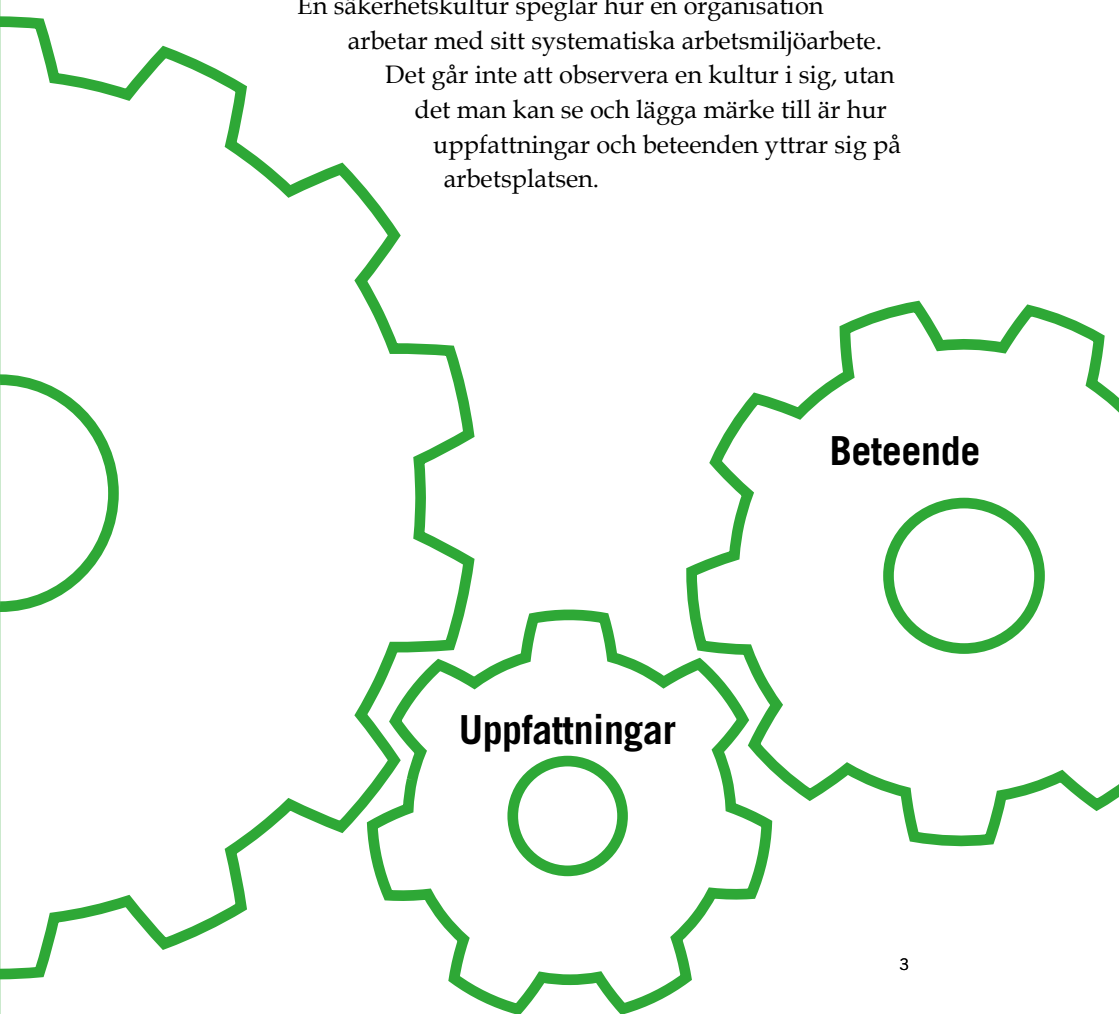 En säkerhetskultur speglar hur en organisation
arbetar med sitt systematiska arbetsmiljöarbete.
Det går inte att observera en kultur i sig, utan
det man kan se och lägga märke till är hur
uppfattningar och beteenden yttrar sig på
arbetsplatsen.
Beteende
Uppfattningar
3